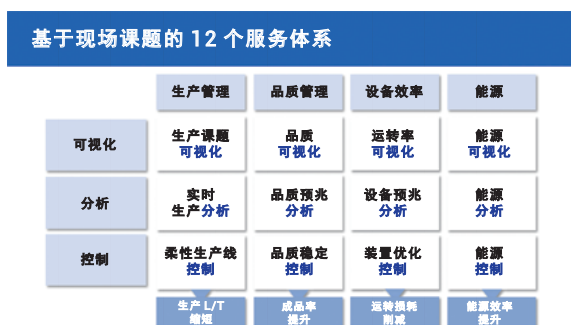 基于现场课题的 12 个服务体系
生产管理 品质管理 设备效率 能源
可视化 生产课题 品质 运转率 能源
可视化 可视化 可视化 可视化
分析 实时 品质预兆 设备预兆 能源
生产分析 分析 分析 分析
控制 柔性生产线 品质稳定 装置优化 能源
控制 控制 控制 控制
生产 L/T 成品率 运转损耗 能源效率
缩短 提升 削减 提升